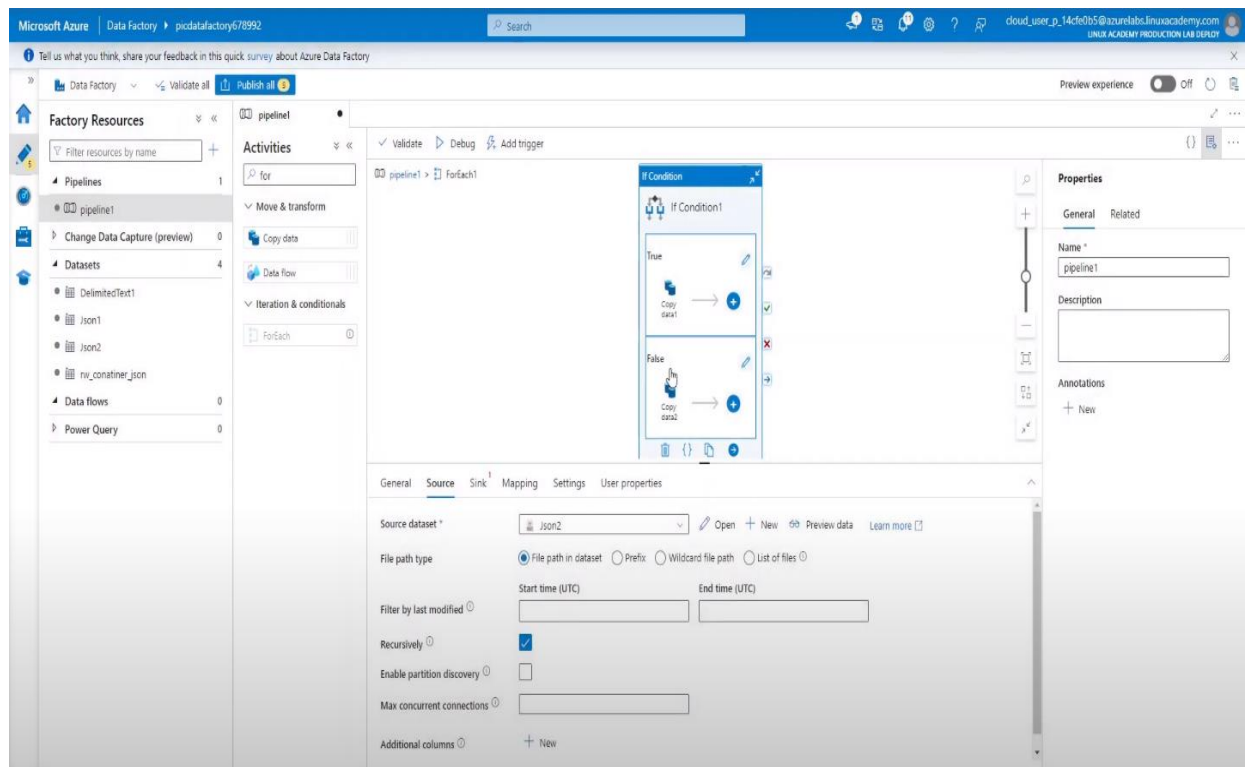 Microsoft Azure | Data Factory ▸ picdatafactory678992
Search
cloud_user_p_14cfe0b5@azurelabs.linuxacademy.com
LINUX ACADEMY PRODUCTION LAB DEPLOY
Tell us what you think, share your feedback in this quick survey about Azure Data Factory
Data Factory Validate all Publish all 5
Preview experience Off
Factory Resources
Filter resources by name
Pipelines 1
pipeline1
Change Data Capture (preview) 0
Datasets 4
DelimitedText1
Json1
Json2
nv_conatiner_json
Data flows 0
Power Query 0
pipeline1
Activities
for
Move & transform
Copy data
Data flow
Iteration & conditionals
ForEach
Validate Debug Add trigger
pipeline1 > ForEach1
If Condition
If Condition1
True
Copy
data1
False
Copy
data2
General Source Sink 1 Mapping Settings User properties
Source dataset * Json2 Open New Preview data Learn more
File path type File path in dataset Prefix Wildcard file path List of files
Start time (UTC) End time (UTC)
Filter by last modified
Recursively
Enable partition discovery
Max concurrent connections
Additional columns New
Properties
General Related
Name *
pipeline1
Description
Annotations
New